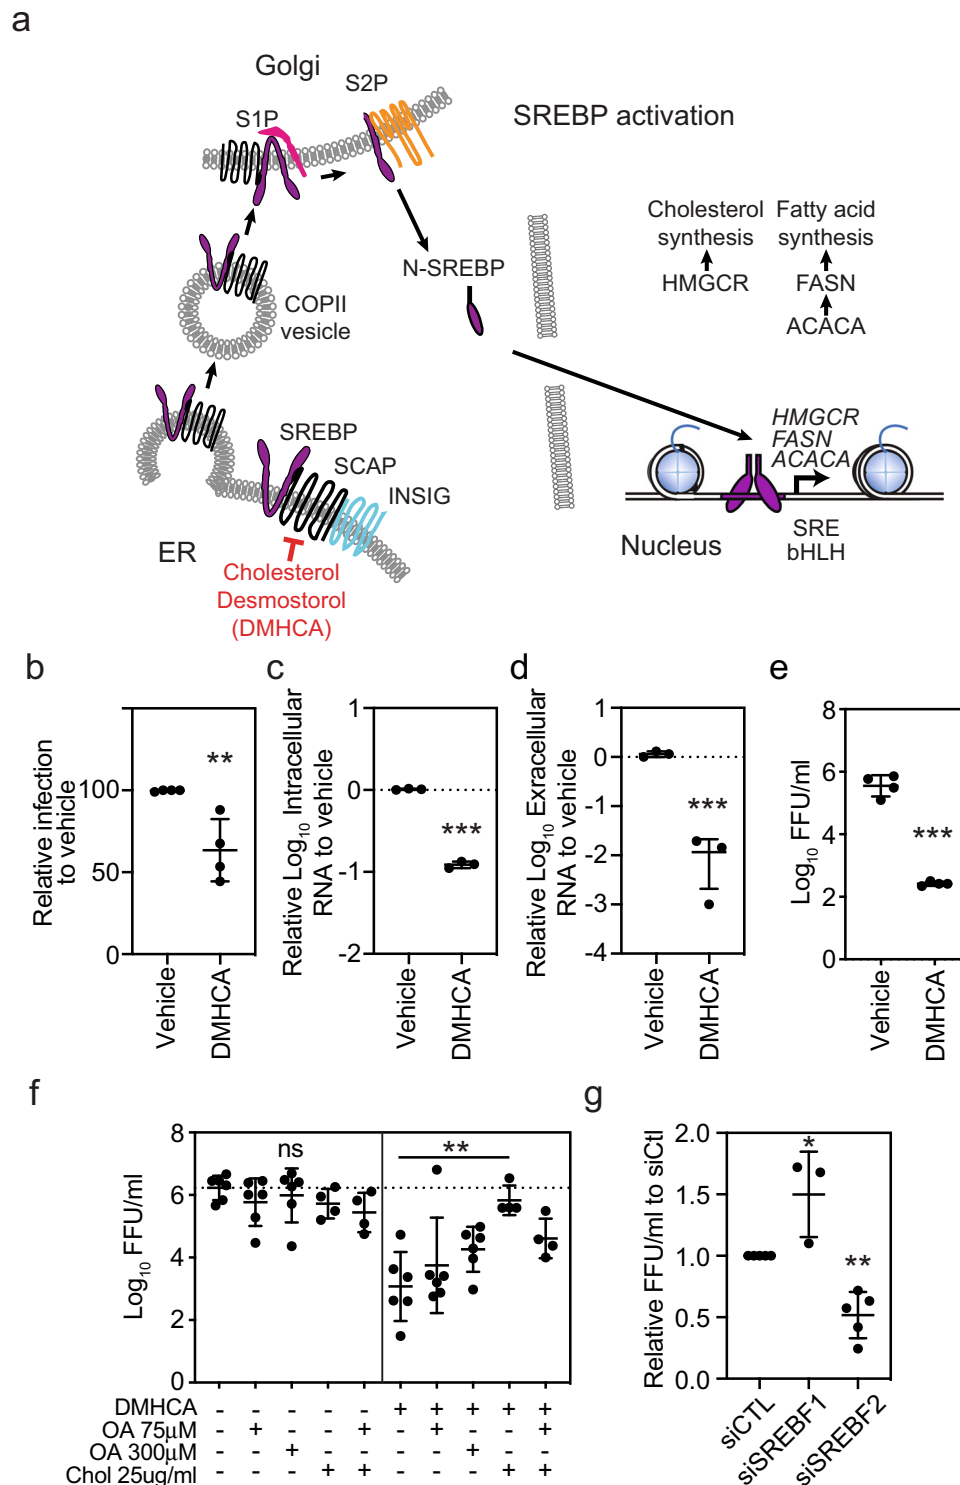 a
Golgi
S2P
S1P
SREBP activation
Cholesterol synthesis
Fatty acid synthesis
N-SREBP
HMGCR
FASN
ACACA
COPII
vesicle
HMGCR
FASN
ACACA
SREBP
SCAP
INSIG
ER
Nucleus
SRE
bHLH
Cholesterol
Desmostorol
(DMHCA)
b
Relative infection
to vehicle
100
50
0
**
Vehicle
DMHCA
c
Relative Log10 Intracellular
RNA to vehicle
1
0
-1
-2
***
Vehicle
DMHCA
d
Relative Log10 Exracellular
RNA to vehicle
1
0
-1
-2
-3
-4
***
Vehicle
DMHCA
e
Log10 FFU/ml
8
6
4
2
0
***
Vehicle
DMHCA
f
Log10 FFU/ml
8
6
4
2
0
ns
**
DMHCA - - - - - + + + + +
OA 75µM - + - - + - + - - +
OA 300µM - - + - - - - + - -
Chol 25ug/ml - - - + + - - - + +
g
Relative FFU/ml to siCtl
2.0
1.5
1.0
0.5
0.0
*
**
siCTL
siSREBF1
siSREBF2